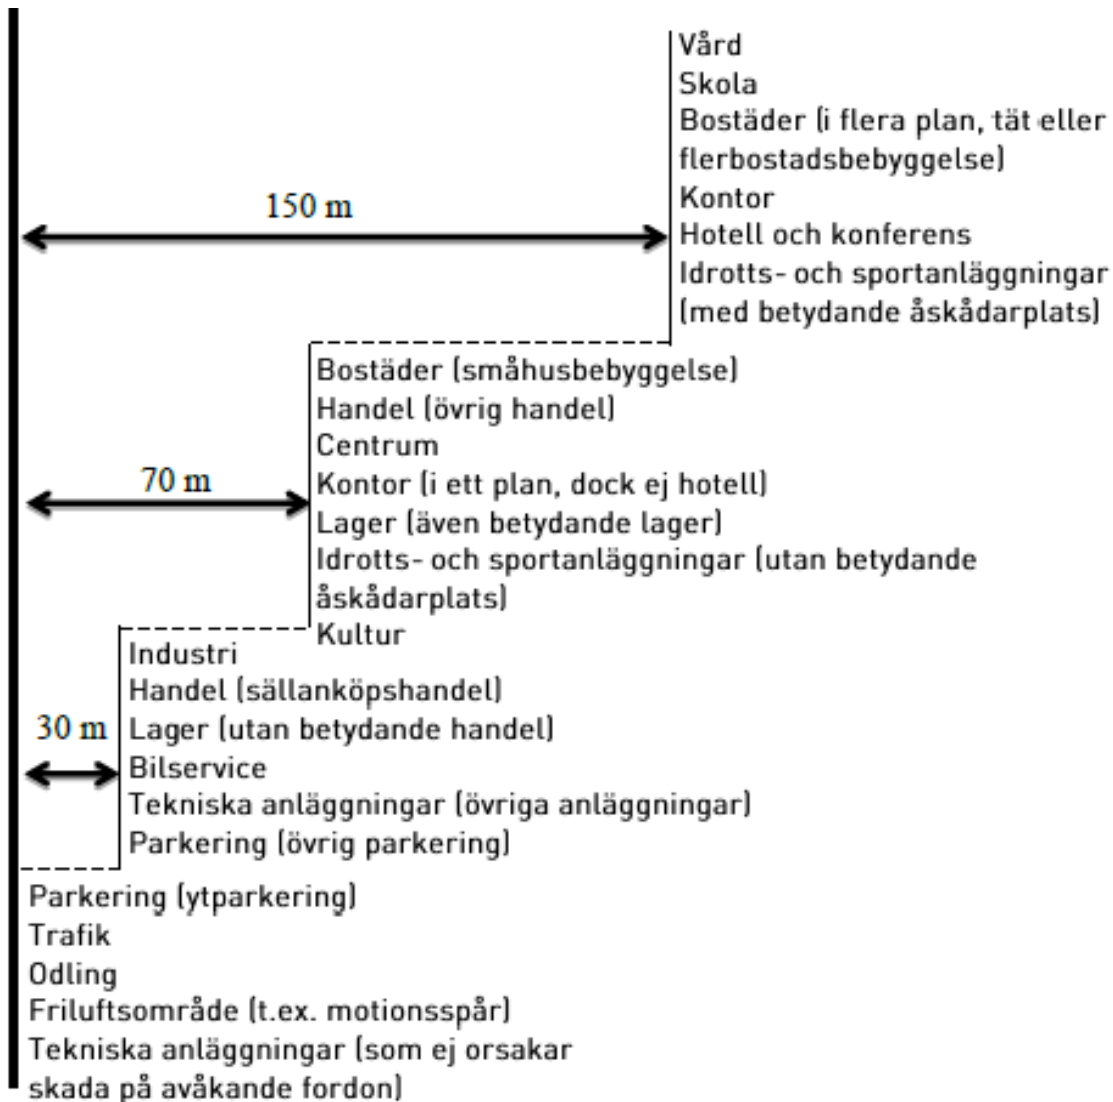 Vård
Skola
Bostäder (i flera plan, tät eller
flerbostadsbebyggelse)
Kontor
Hotell och konferens
Idrotts- och sportanläggningar
(med betydande åskådarplats)
150 m
Bostäder (småhusbebyggelse)
Handel (övrig handel)
Centrum
Kontor (i ett plan, dock ej hotell)
Lager (även betydande lager)
Idrotts- och sportanläggningar (utan betydande
åskådarplats)
Kultur
70 m
Industri
Handel (sällanköpshandel)
Lager (utan betydande handel)
Bilservice
Tekniska anläggningar (övriga anläggningar)
Parkering (övrig parkering)
30 m
Parkering (ytparkering)
Trafik
Odling
Friluftsområde (t.ex. motionsspår)
Tekniska anläggningar (som ej orsakar
skada på avåkande fordon)